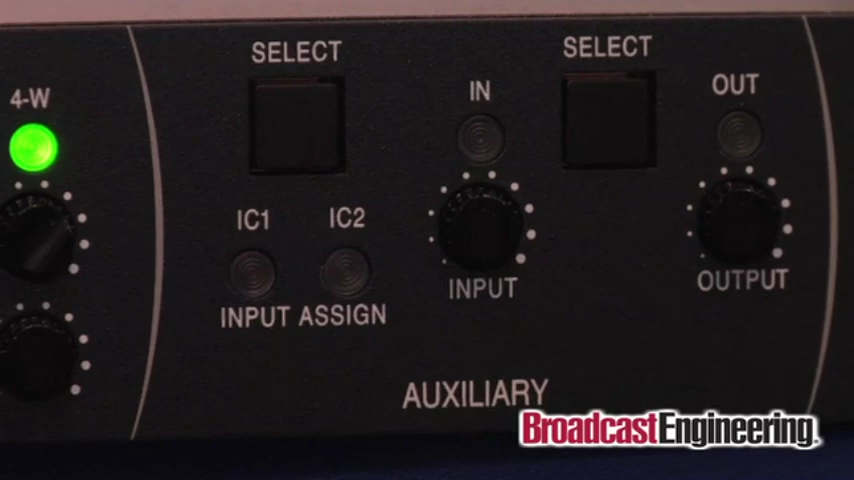 4-W
SELECT
IC1 IC2
INPUT ASSIGN
IN
INPUT
SELECT
OUT
OUTPUT
AUXILIARY
BroadcastEngineering.